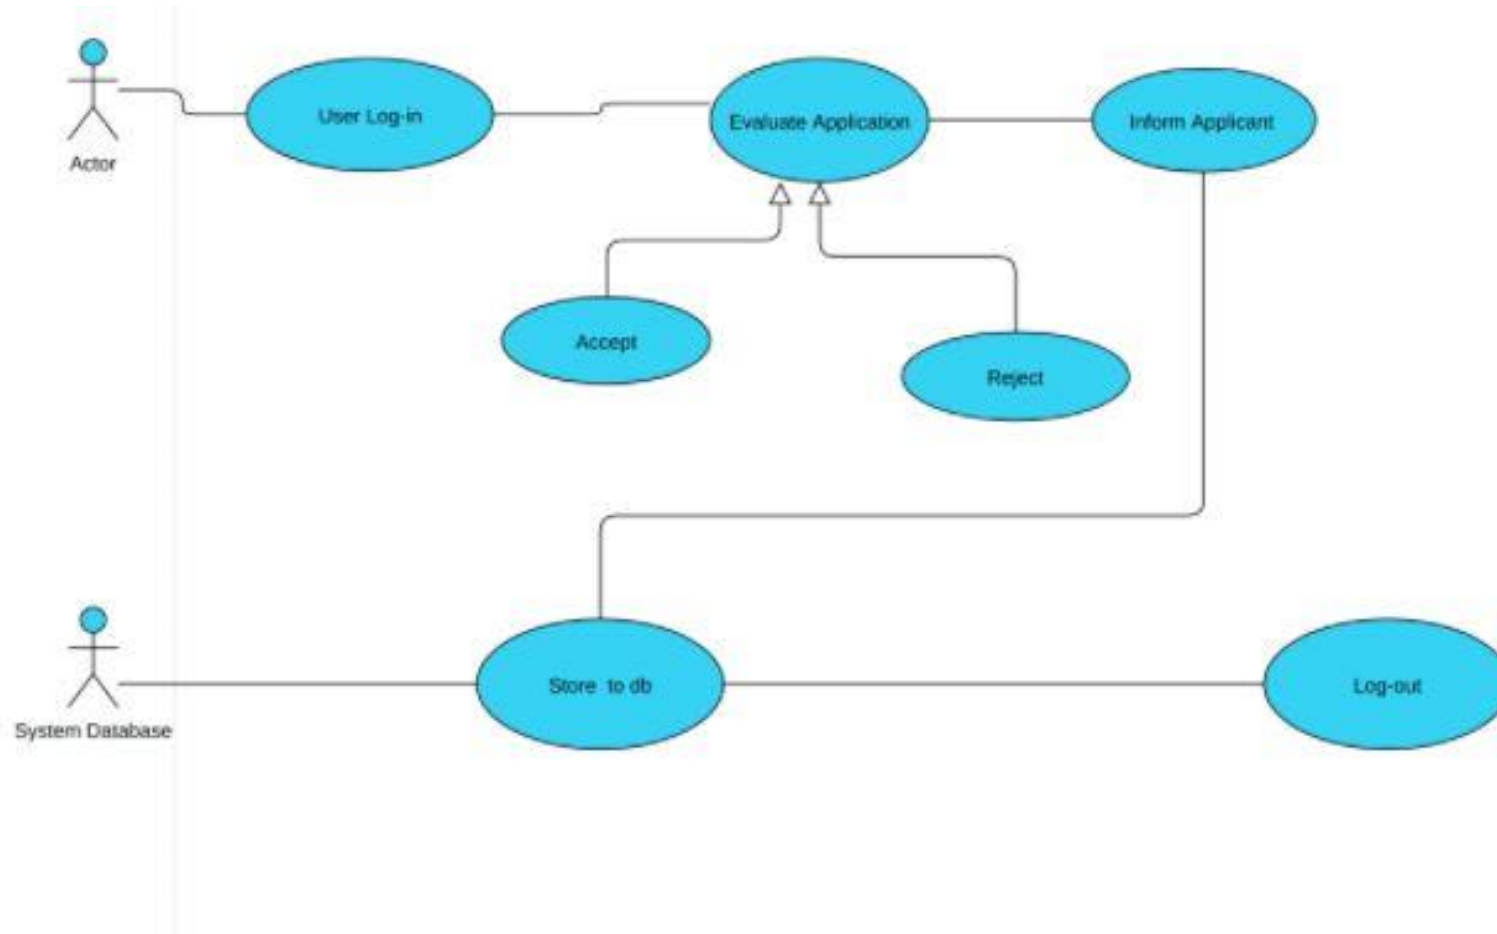 User Log-in
Evaluate Application
Inform Applicant
Actor
Accept
Reject
Store to db
Log-out
System Database